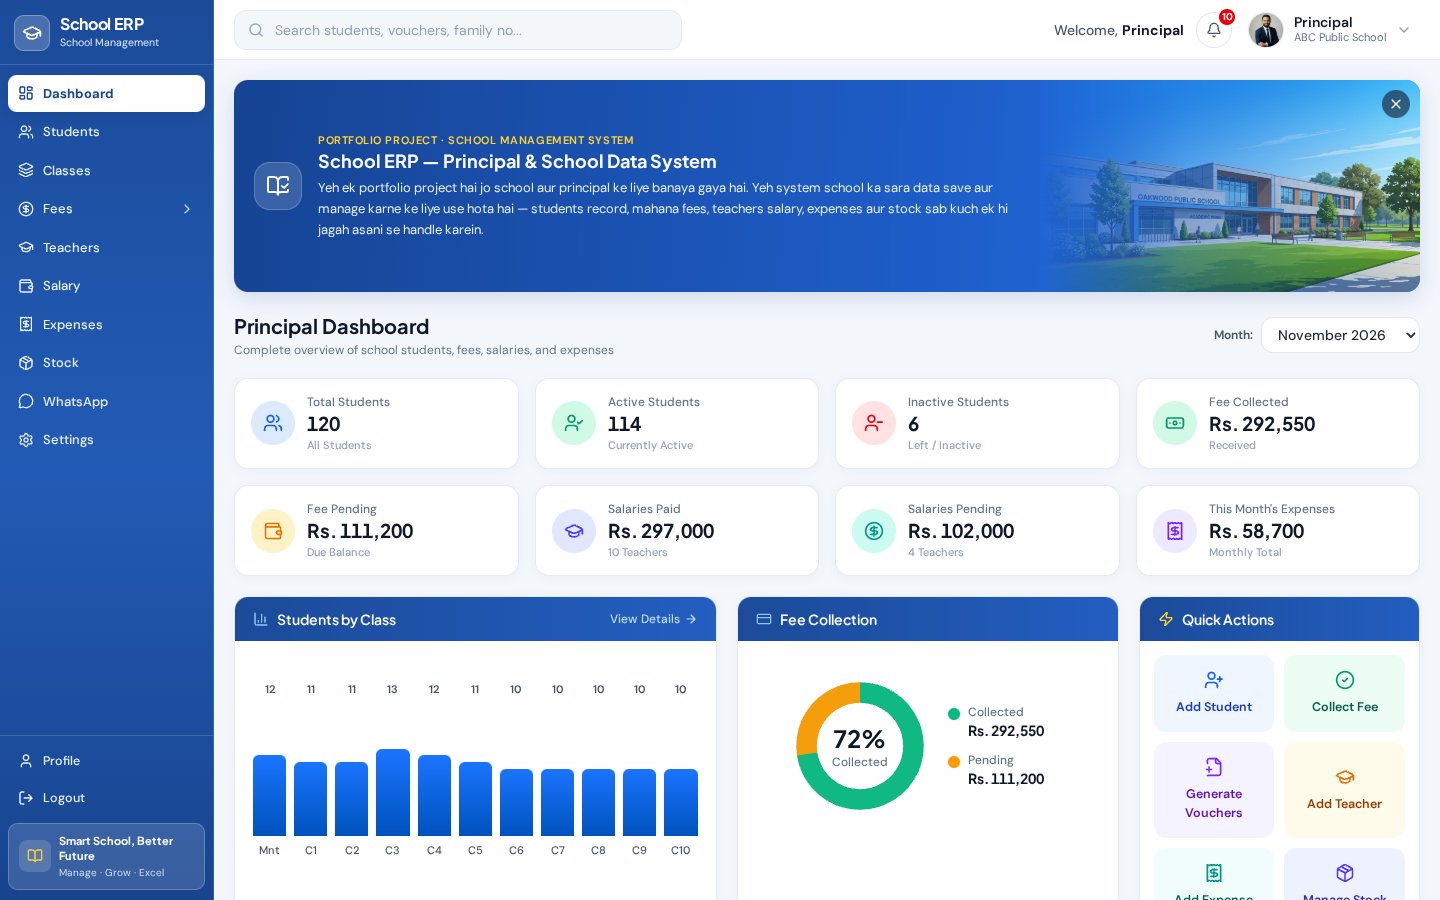 School ERP
School Management
Dashboard
Students
Classes
Fees
Teachers
Salary
Expenses
Stock
WhatsApp
Settings
Profile
Logout
Smart School, Better
Future
Manage · Grow · Excel
Search students, vouchers, family no...
Welcome, Principal
10
Principal
ABC Public School
PORTFOLIO PROJECT · SCHOOL MANAGEMENT SYSTEM
School ERP — Principal & School Data System
Yeh ek portfolio project hai jo school aur principal ke liye banaya gaya hai. Yeh system school ka sara data save aur
manage karne ke liye use hota hai — students record, mahana fees, teachers salary, expenses aur stock sab kuch ek hi
jagah asani se handle karein.
OAKWOOD PUBLIC SCHOOL
Principal Dashboard
Complete overview of school students, fees, salaries, and expenses
Month: November 2026
Total Students
120
All Students
Active Students
114
Currently Active
Inactive Students
6
Left / Inactive
Fee Collected
Rs. 292,550
Received
Fee Pending
Rs. 111,200
Due Balance
Salaries Paid
Rs. 297,000
10 Teachers
Salaries Pending
Rs. 102,000
4 Teachers
This Month's Expenses
Rs. 58,700
Monthly Total
Students by Class
View Details →
12 11 11 13 12 11 10 10 10 10 10
Mnt C1 C2 C3 C4 C5 C6 C7 C8 C9 C10
Fee Collection
72%
Collected
Collected
Rs. 292,550
Pending
Rs. 111,200
Quick Actions
Add Student
Collect Fee
Generate
Vouchers
Add Teacher
Add Expense
Manage Stock